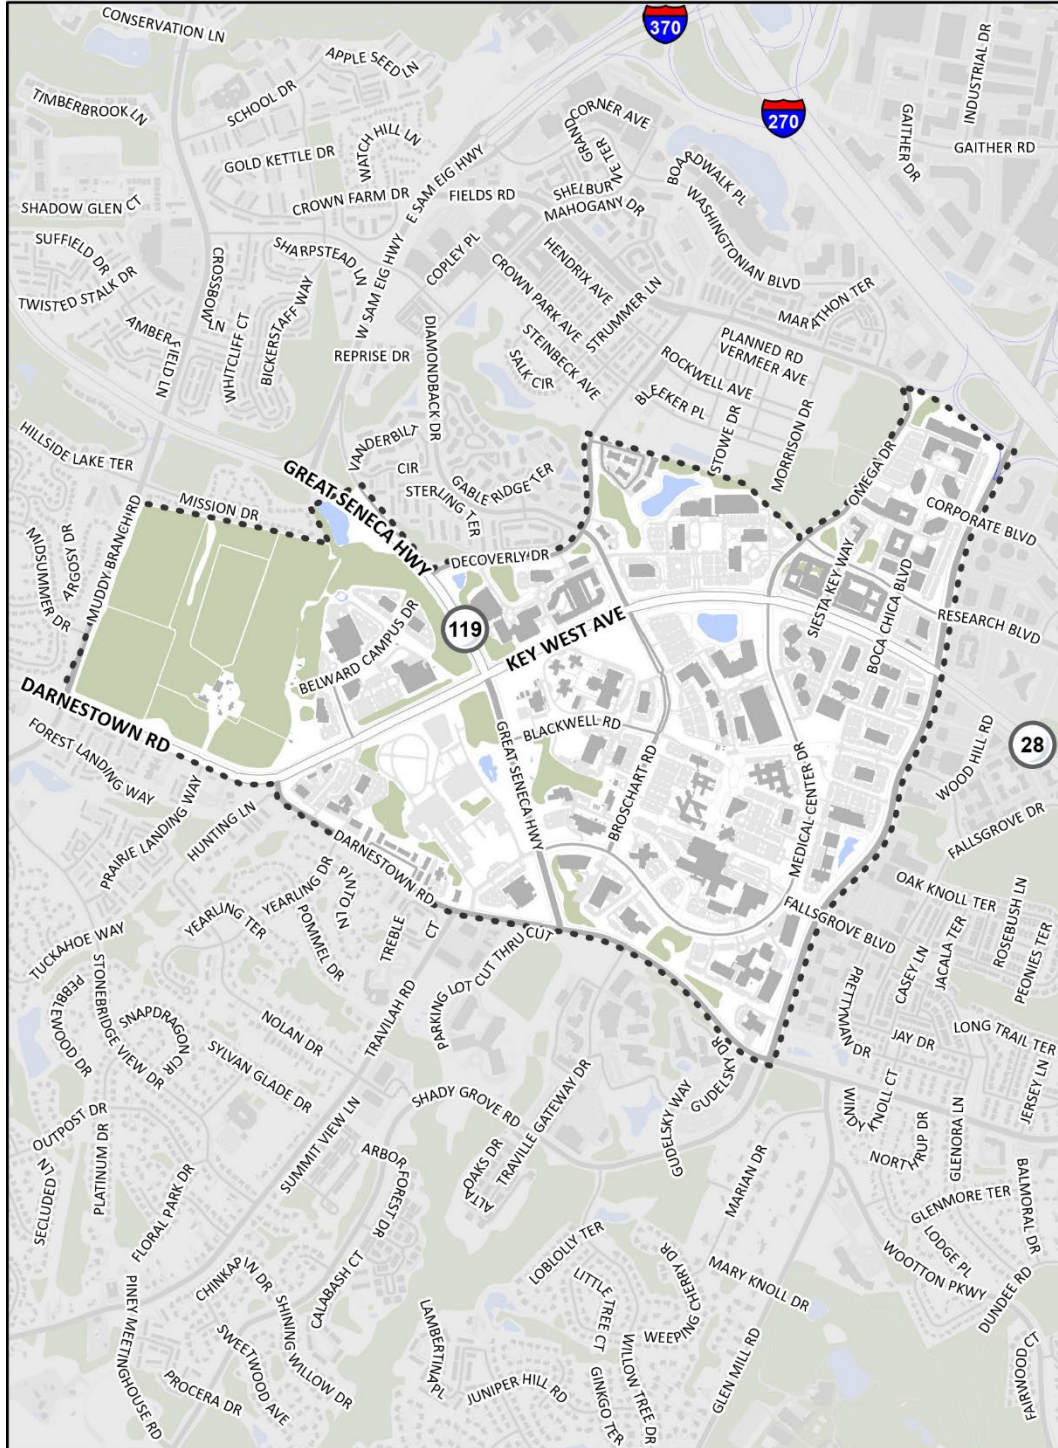 370
CONSERVATION LN
APPLE SEED LN
INDUSTRIAL DR
TIMBERBROOK LN
SCHOOL DR
270
CORNER AVE
GAITHER DR
WATCH HILL LN
GRAND
GOLD KETTLE DR
GAITHER RD
E SAM EIG HWY
BOARDWALK PL
SHELBURNE TER
CROWN FARM DR
FIELDS RD
MAHOGANY DR
SHADOW GLEN CT
WASHINGTONIAN BLVD
SUFFIELD DR
SHARPSTEAD LN
COPLEY PL
HENDRIX AVE
TWISTED STALK DR
CROSSBOW LN
W SAM EIG HWY
CROWN PARK AVE
STRUMMER LN
MARATHON TER
AMBERFIELD LN
WHITCLIFF CT
BICKERSTAFF WAY
REPRISE DR
DIAMONDBACK DR
STEINBECK AVE
PLANNED RD
VERMEER AVE
SALK CIR
ROCKWELL AVE
BLEEKER PL
STOWE DR
MORRISON DR
HILLSIDE LAKE TER
VANDERBILT CIR
GREAT SENECA HWY
GABLE RIDGE TER
STERLING TER
OMEGA DR
MISSION DR
CORPORATE BLVD
MUDDY BRANCH RD
ARGOSY DR
MIDSUMMER DR
DECOVERLY DR
SIESTA KEY WAY
BOCA CHICA BLVD
RESEARCH BLVD
119
KEY WEST AVE
BELWARD CAMPUS DR
DARNESTOWN RD
FOREST LANDING WAY
BLACKWELL RD
GREAT SENECA HWY
WOOD HILL RD
28
BROSCHART RD
MEDICAL CENTER DR
PRAIRIE LANDING WAY
HUNTING LN
FALLSGROVE DR
DARNESTOWN RD
OAK KNOLL TER
YEARLING DR
PINTO LN
FALLSGROVE BLVD
ROSEBUSH LN
YEARLING TER
POMMEL DR
TREBLE CT
CASEY LN
JACALA TER
PEONIES TER
TUCKAHOE WAY
PARKING LOT CUT THRU CUT
STONEBRIDGE VIEW DR
PEBBLEWOOD DR
SNAPDRAGON CIR
NOLAN DR
TRAVILAH RD
PRETTYMAN DR
JAY DR
LONG TRAIL TER
SYLVAN GLADE DR
GUDELSKY DR
JERSEY LN
OUTPOST DR
SHADY GROVE RD
TRAVILLE GATEWAY DR
GUDELSKY WAY
WINDY KNOLL CT
NORTHRUP DR
GLENORA LN
PLATINUM DR
SECLUDED LN
SUMMIT VIEW LN
ARBOR FOREST DR
ALTA OAKS DR
MARIAN DR
BALMORAL DR
GLENMORE TER
FLORAL PARK DR
LODGE PL
LOBLOLLY TER
WOOTTON PKWY
CHINKAPIN DR
CALABASH CT
WEEPING CHERRY DR
MARY KNOLL DR
DUNDEE RD
PINEY MEETINGHOUSE RD
SHINING WILLOW DR
LITTLE TREE CT
SWEETWOOD AVE
LAMBERTINA PL
WILLOW TREE DR
GLEN MILL RD
PROCERA DR
JUNIPER HILL RD
GINKGO TER
FAIRWOOD CT